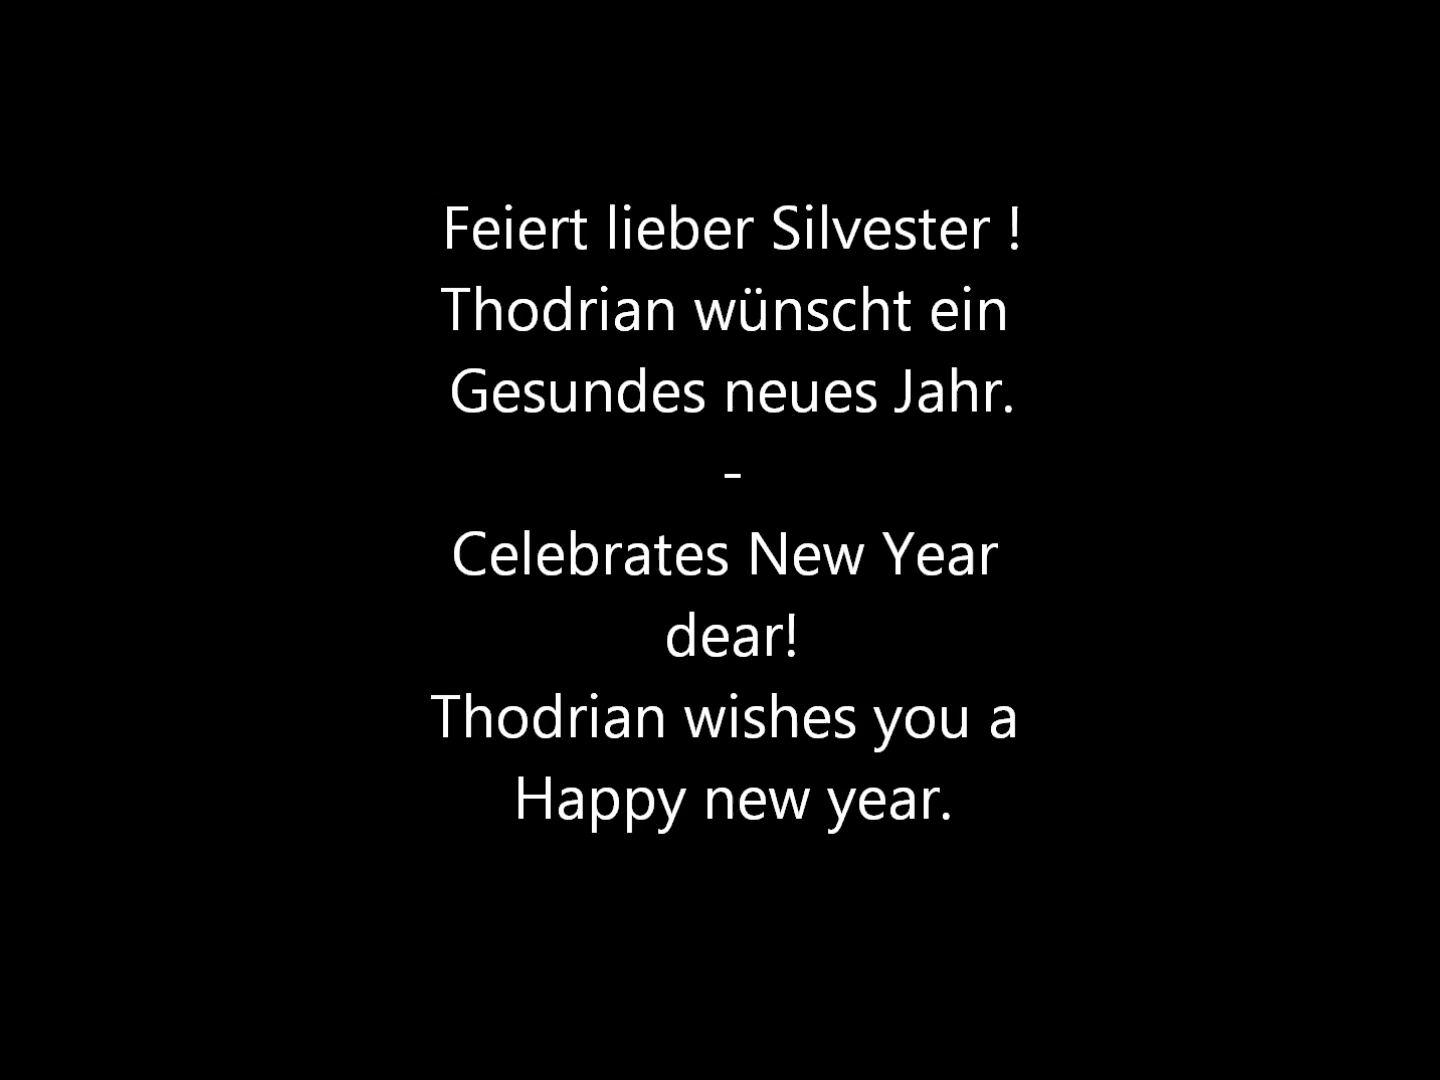 Feiert lieber Silvester !
Thodrian wünscht ein
Gesundes neues Jahr.
-
Celebrates New Year
dear!
Thodrian wishes you a
Happy new year.